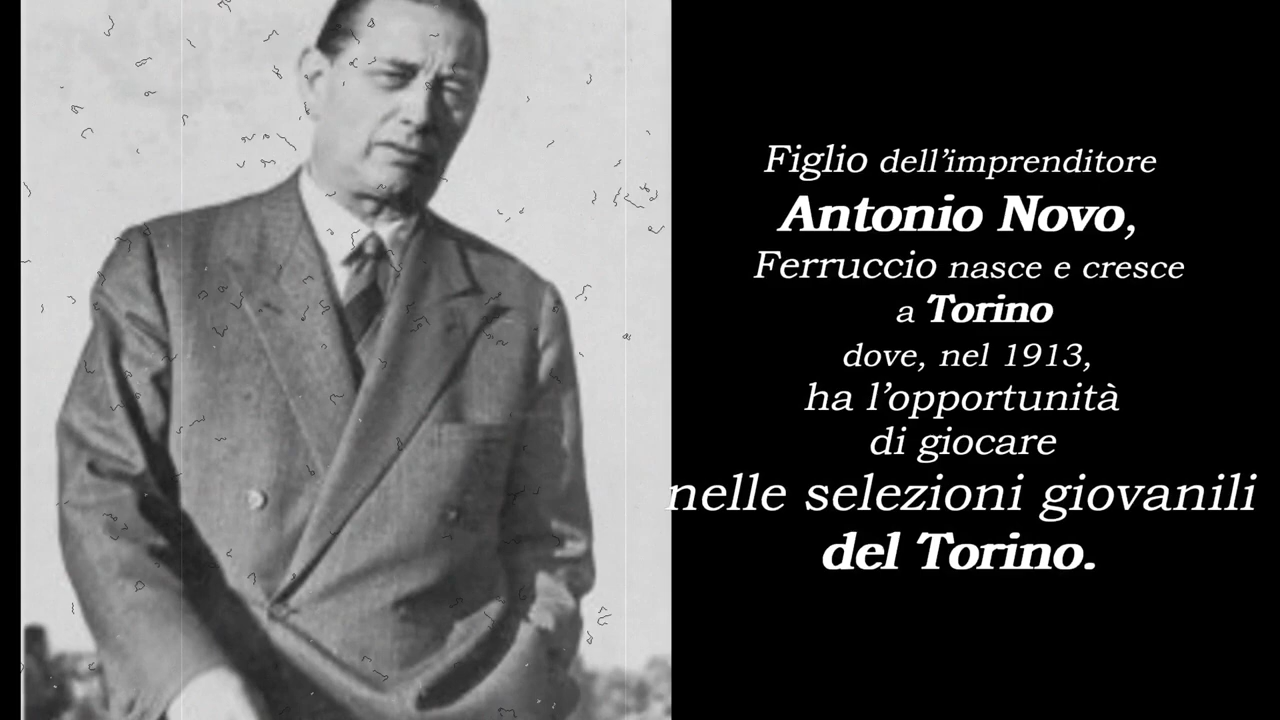 Figlio dell’imprenditore
Antonio Novo,
Ferruccio nasce e cresce
a Torino
dove, nel 1913,
ha l’opportunità
di giocare
nelle selezioni giovanili
del Torino.